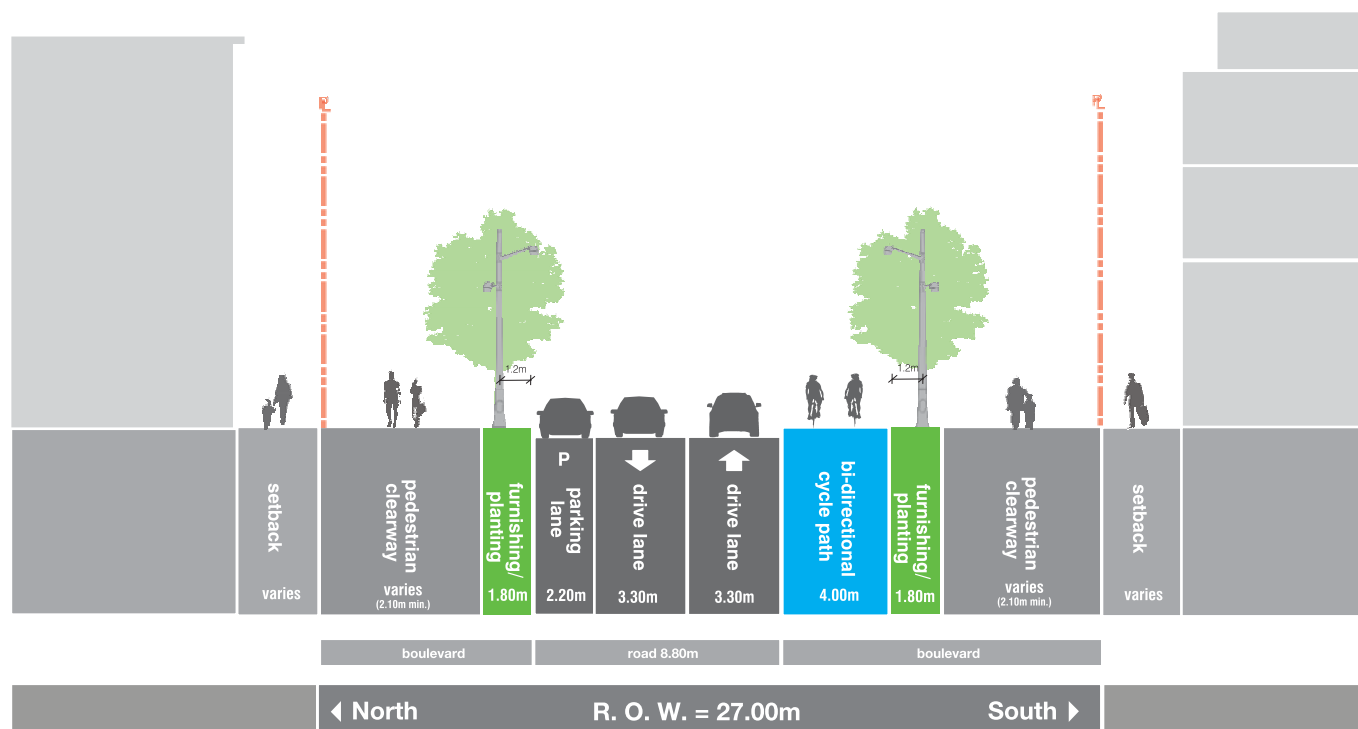 PL
PL
1.2m
1.2m
setback
varies
pedestrian
clearway
varies
(2.10m min.)
furnishing/
planting
1.80m
P
parking
lane
2.20m
drive lane
3.30m
drive lane
3.30m
bi-directional
cycle path
4.00m
furnishing/
planting
1.80m
pedestrian
clearway
varies
(2.10m min.)
setback
varies
boulevard
road 8.80m
boulevard
North
R. O. W. = 27.00m
South